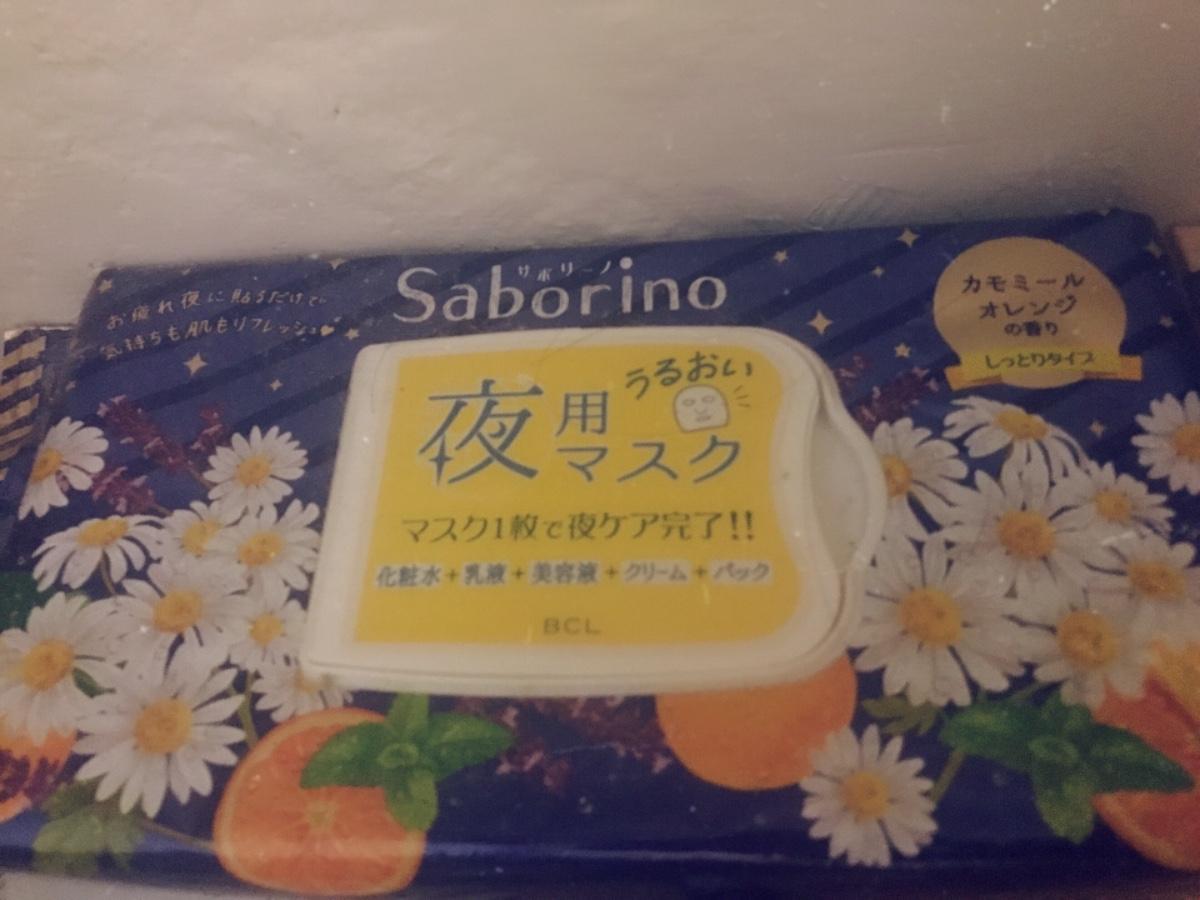 お疲れ夜に貼るだけで
気持ちも肌もリフレッシュ♥
サボリーノ
Saborino
カモミール
オレンジ
の香り
しっとりタイプ
うるおい
夜用
マスク
マスク1枚で夜ケア完了!!
化粧水+乳液+美容液+クリーム+パック
BCL